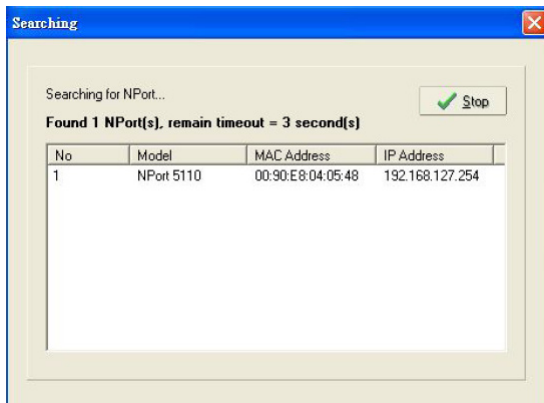 Searching
Searching for NPort...
Stop
Found 1 NPort(s), remain timeout = 3 second(s)
No Model MAC Address IP Address
1 NPort 5110 00:90:E8:04:05:48 192.168.127.254